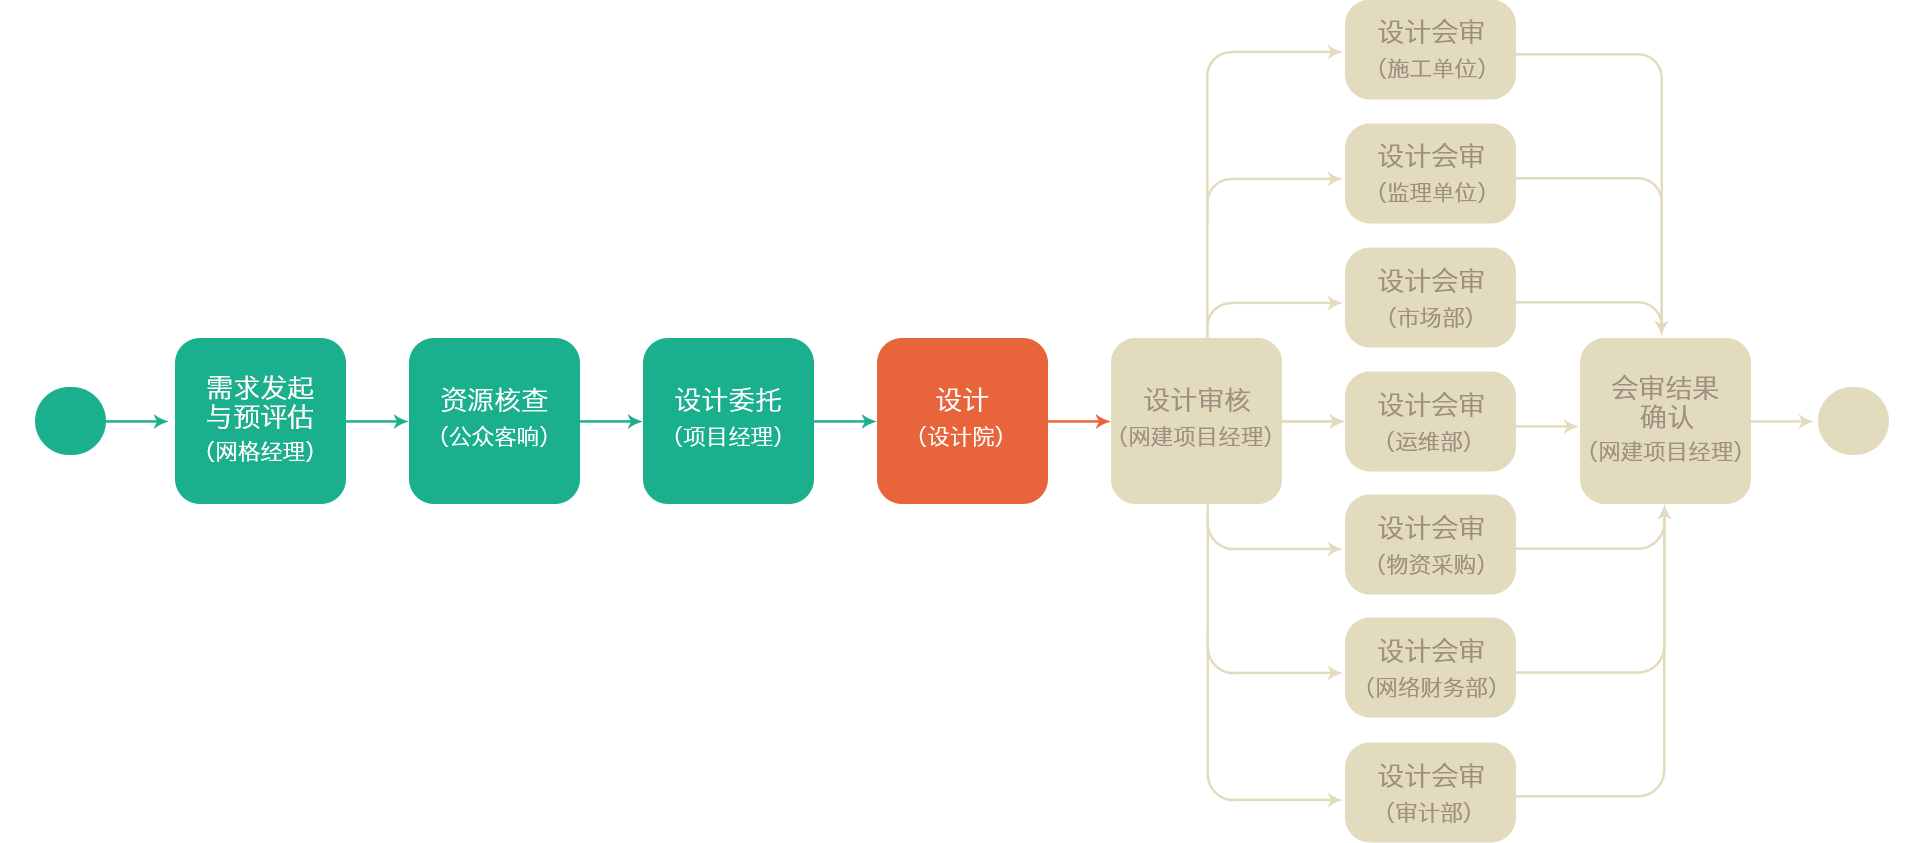 需求发起
与预评估
（网格经理）
资源核查
（公众客响）
设计委托
（项目经理）
设计
（设计院）
设计审核
（网建项目经理）
设计会审
（施工单位）
设计会审
（监理单位）
设计会审
（市场部）
设计会审
（运维部）
设计会审
（物资采购）
设计会审
（网络财务部）
设计会审
（审计部）
会审结果
确认
（网建项目经理）